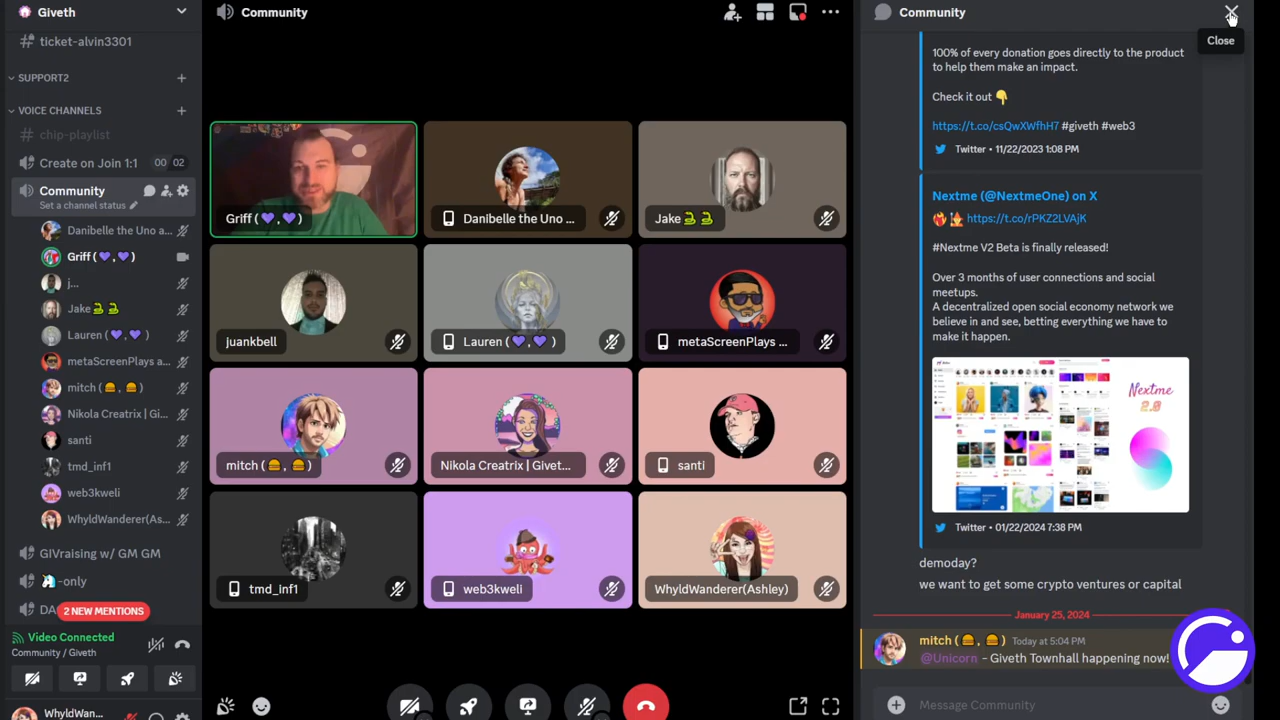 Giveth
# ticket-alvin3301
SUPPORT2
VOICE CHANNELS
# chip-playlist
Create on Join 1:1 00 02
Community
Set a channel status
Danibelle the Uno a...
Griff (💜,💜)
j...
Jake🐍🐍
Lauren (💜,💜)
metaScreenPlays a...
mitch (🍔, 🍔)
Nikola Creatrix | Gi...
santi
tmd_inf1
web3kweli
WhyldWanderer(As...
GIVraising w/ GM GM
🦄-only
DA
2 NEW MENTIONS
Video Connected
Community / Giveth
WhyldWan...
Community
Griff (💜,💜)
Danibelle the Uno ...
Jake🐍🐍
juankbell
Lauren (💜,💜)
metaScreenPlays ...
mitch (🍔, 🍔)
Nikola Creatrix | Givet...
santi
tmd_inf1
web3kweli
WhyldWanderer(Ashley)
Community
Close
100% of every donation goes directly to the product
to help them make an impact.
Check it out 👇
https://t.co/csQwXWfhH7 #giveth #web3
Twitter • 11/22/2023 1:08 PM
Nextme (@NextmeOne) on X
❤️‍🔥 https://t.co/rPKZ2LVAjK
#Nextme V2 Beta is finally released!
Over 3 months of user connections and social
meetups.
A decentralized open social economy network we
believe in and see, betting everything we have to
make it happen.
Nextme
2.0
Twitter • 01/22/2024 7:38 PM
demoday?
we want to get some crypto ventures or capital
January 25, 2024
mitch (🍔, 🍔) Today at 5:04 PM
@Unicorn - Giveth Townhall happening now!
Message Community